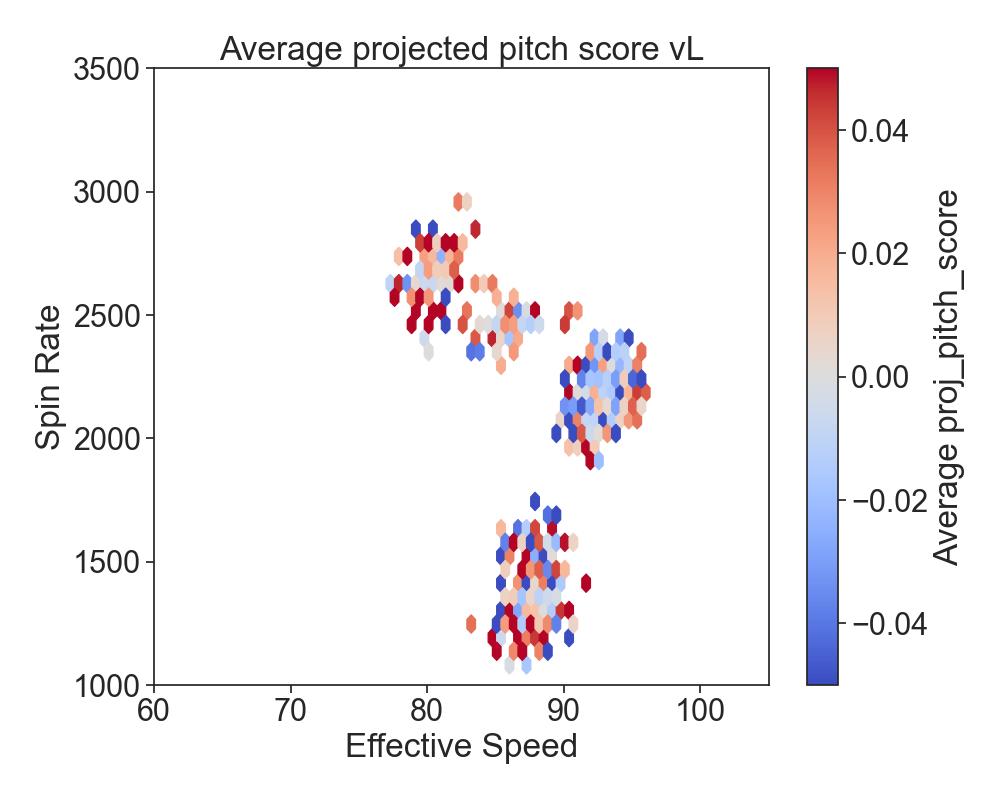 Average projected pitch score vL
3500
3000
2500
2000
1500
1000
Spin Rate
60 70 80 90 100
Effective Speed
0.04
0.02
0.00
−0.02
−0.04
Average proj_pitch_score